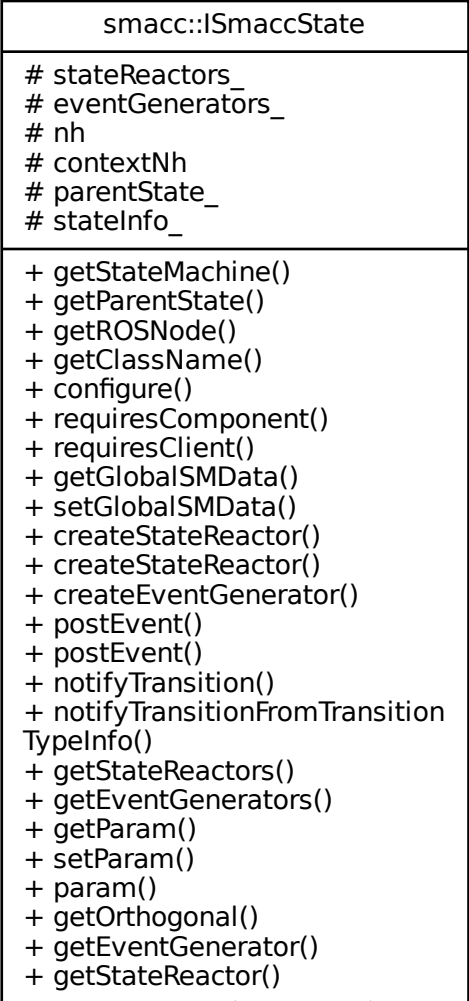 smacc::ISmaccState
# stateReactors_
# eventGenerators_
# nh
# contextNh
# parentState_
# stateInfo_
+ getStateMachine()
+ getParentState()
+ getROSNode()
+ getClassName()
+ configure()
+ requiresComponent()
+ requiresClient()
+ getGlobalSMData()
+ setGlobalSMData()
+ createStateReactor()
+ createStateReactor()
+ createEventGenerator()
+ postEvent()
+ postEvent()
+ notifyTransition()
+ notifyTransitionFromTransition
TypeInfo()
+ getStateReactors()
+ getEventGenerators()
+ getParam()
+ setParam()
+ param()
+ getOrthogonal()
+ getEventGenerator()
+ getStateReactor()